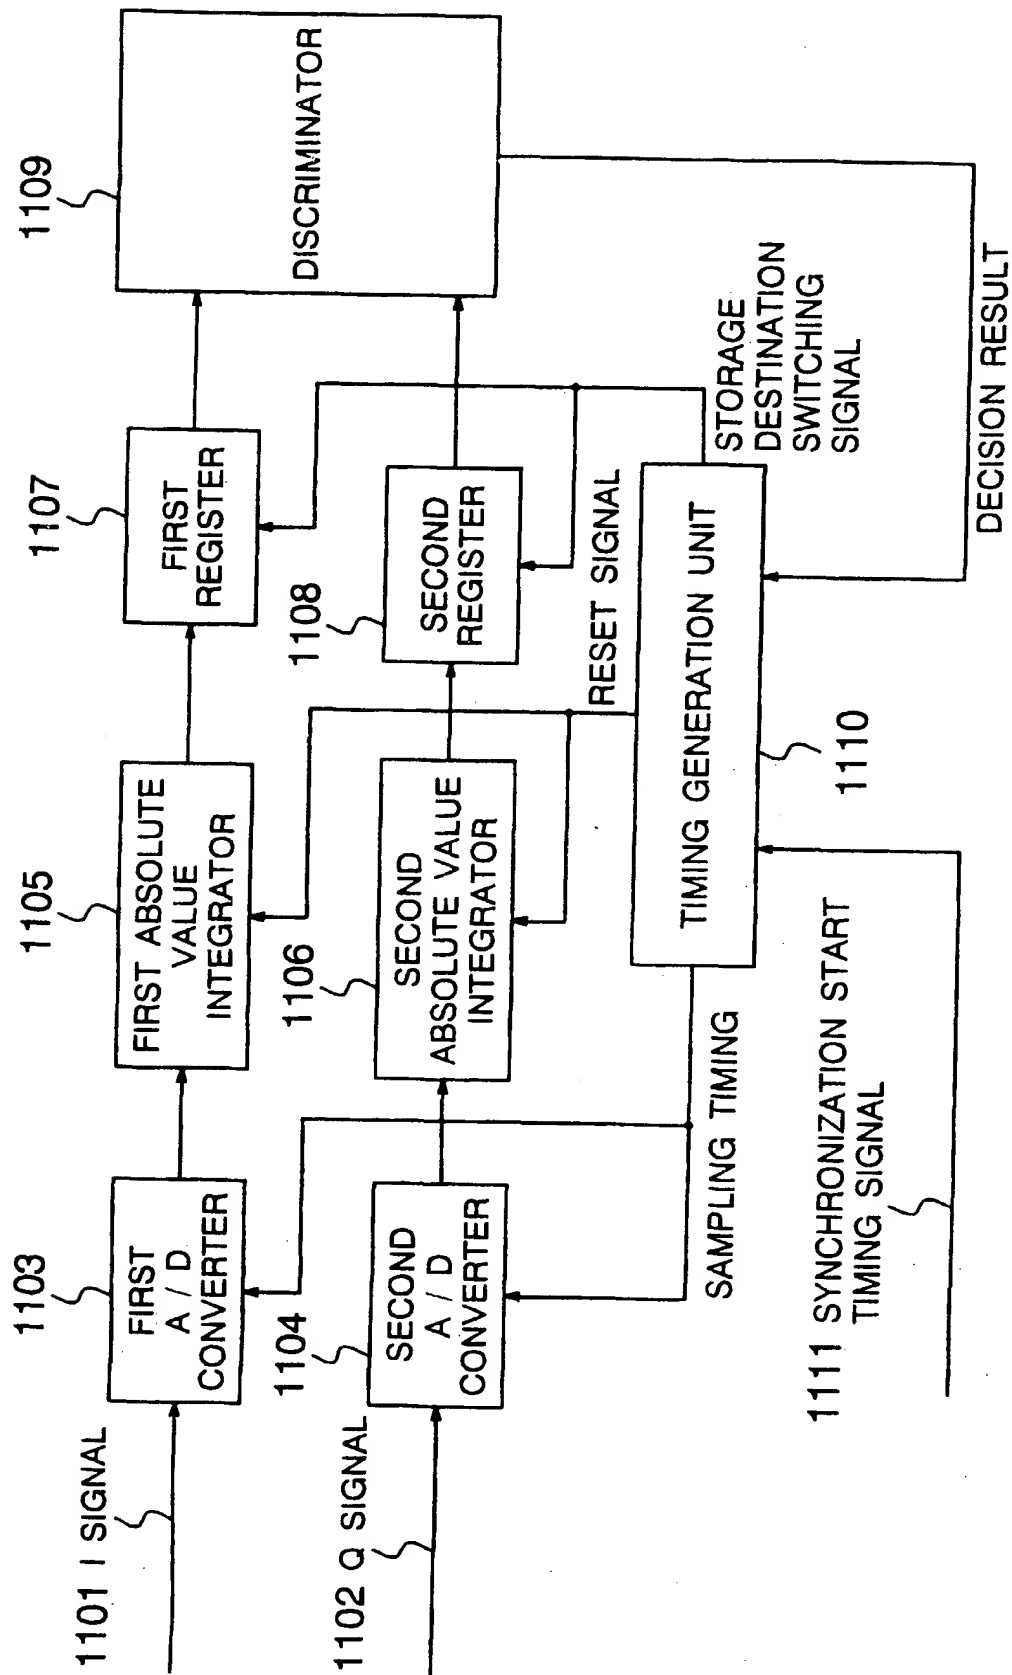 1101 I SIGNAL
1103
FIRST
A / D
CONVERTER
1105
FIRST ABSOLUTE
VALUE
INTEGRATOR
1107
FIRST
REGISTER
1109
DISCRIMINATOR
1102 Q SIGNAL
1104
SECOND
A / D
CONVERTER
1106
SECOND
ABSOLUTE VALUE
INTEGRATOR
1108
SECOND
REGISTER
RESET SIGNAL
SAMPLING TIMING
TIMING GENERATION UNIT
STORAGE
DESTINATION
SWITCHING
SIGNAL
1110
1111 SYNCHRONIZATION START
TIMING SIGNAL
DECISION RESULT